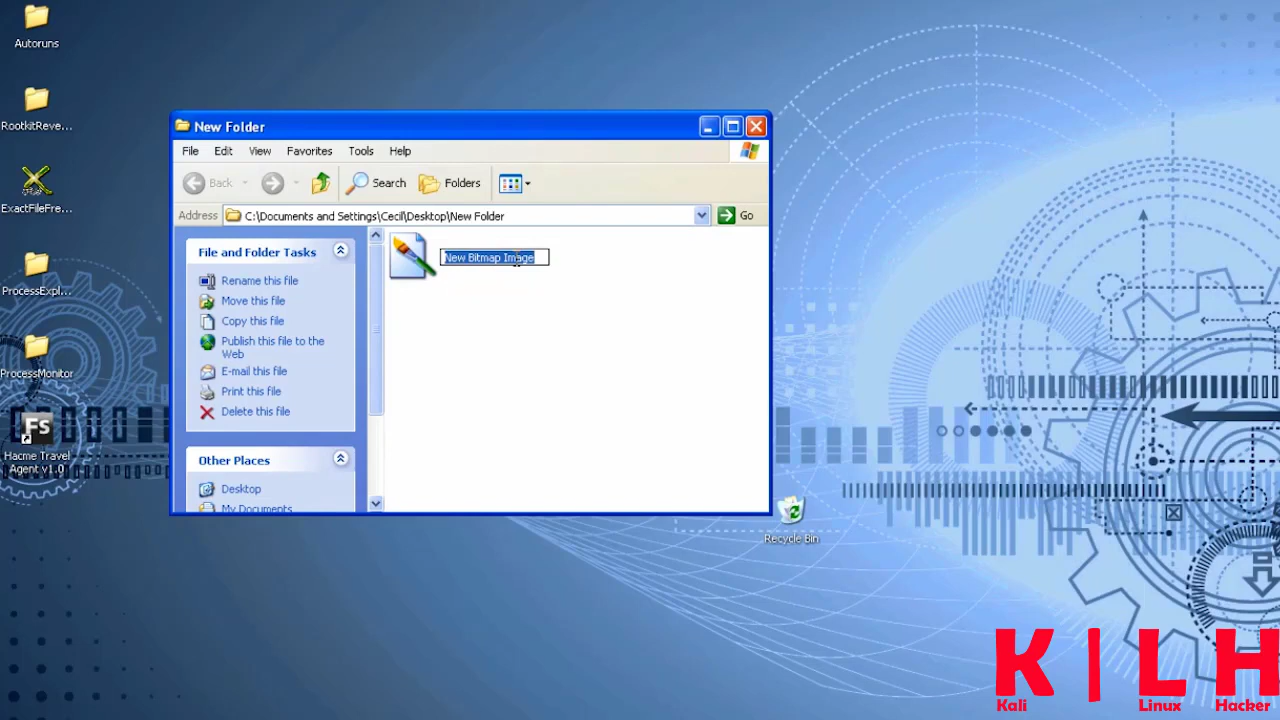 Autoruns
RootkitReve...
ExactFileFre...
ProcessExpl...
ProcessMonitor
FS
Hacme Travel
Agent v1.0
New Folder
File Edit View Favorites Tools Help
Back Search Folders
Address C:\Documents and Settings\Cecil\Desktop\New Folder Go
File and Folder Tasks
Rename this file
Move this file
Copy this file
Publish this file to the
Web
E-mail this file
Print this file
Delete this file
Other Places
Desktop
My Documents
New Bitmap Image
Recycle Bin
K | L H
Kali Linux Hacker